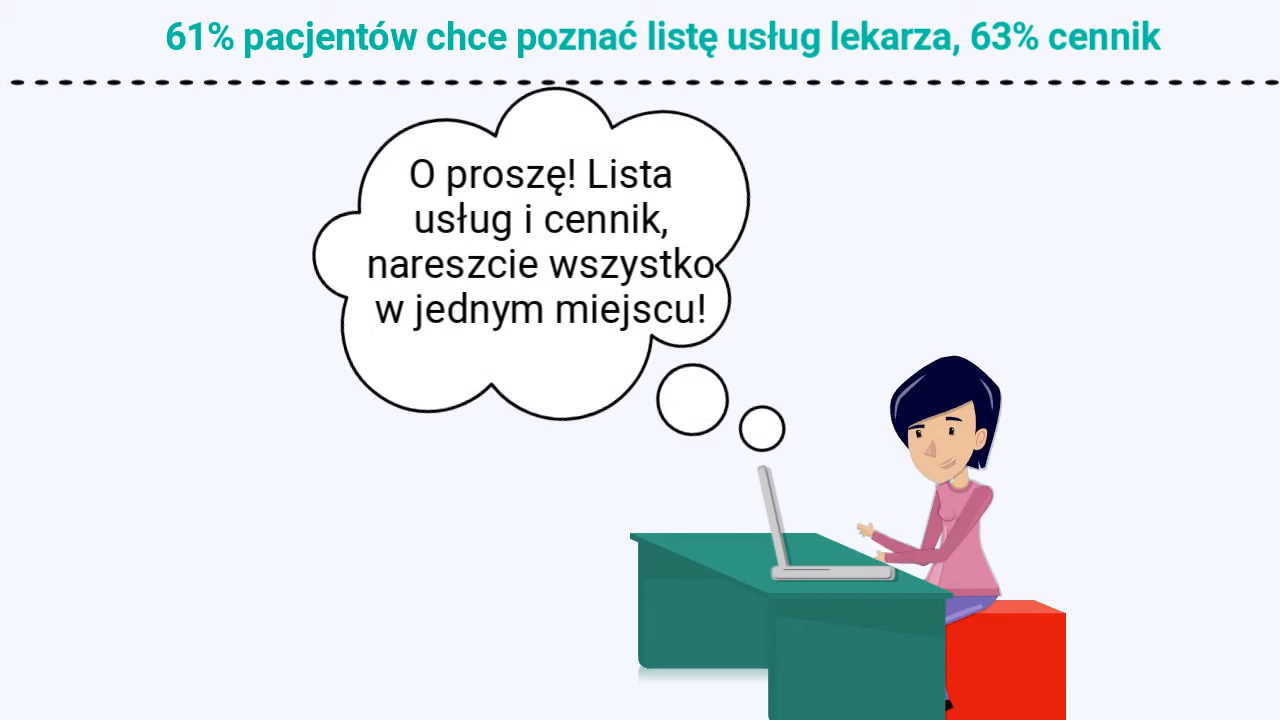 61% pacjentów chce poznać listę usług lekarza, 63% cennik
O proszę! Lista
usług i cennik,
nareszcie wszystko
w jednym miejscu!